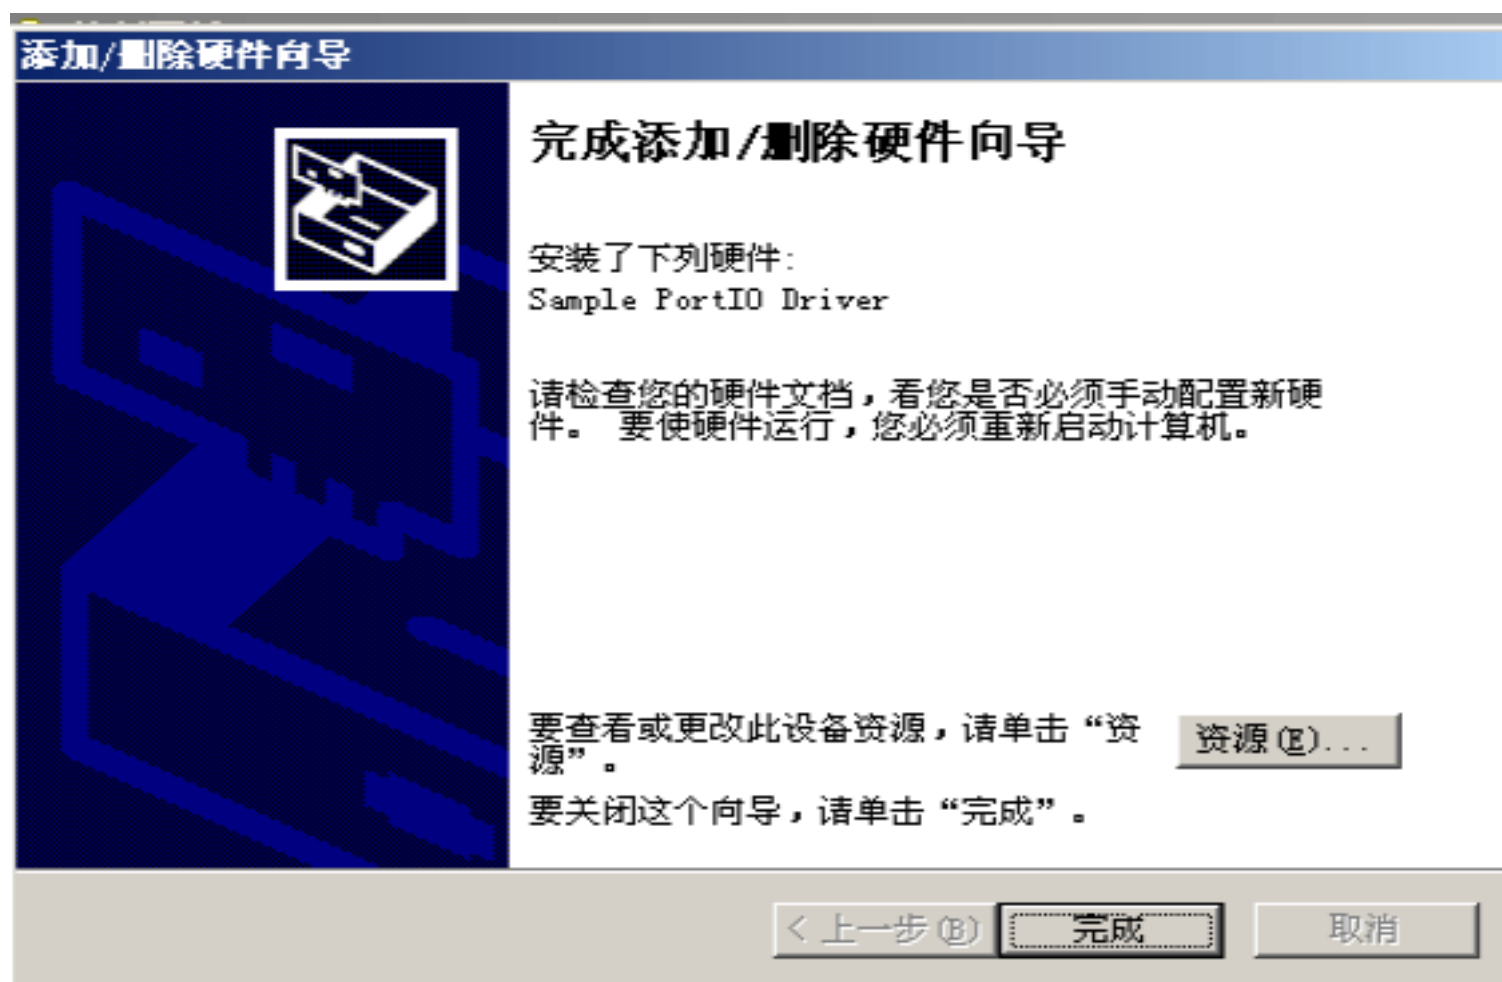 添加/删除硬件向导
完成添加/删除硬件向导
安装了下列硬件:
Sample PortIO Driver
请检查您的硬件文档，看您是否必须手动配置新硬
件。 要使硬件运行，您必须重新启动计算机。
要查看或更改此设备资源，请单击“资
源”。
资源(E)...
要关闭这个向导，请单击“完成”。
< 上一步(B)
完成
取消